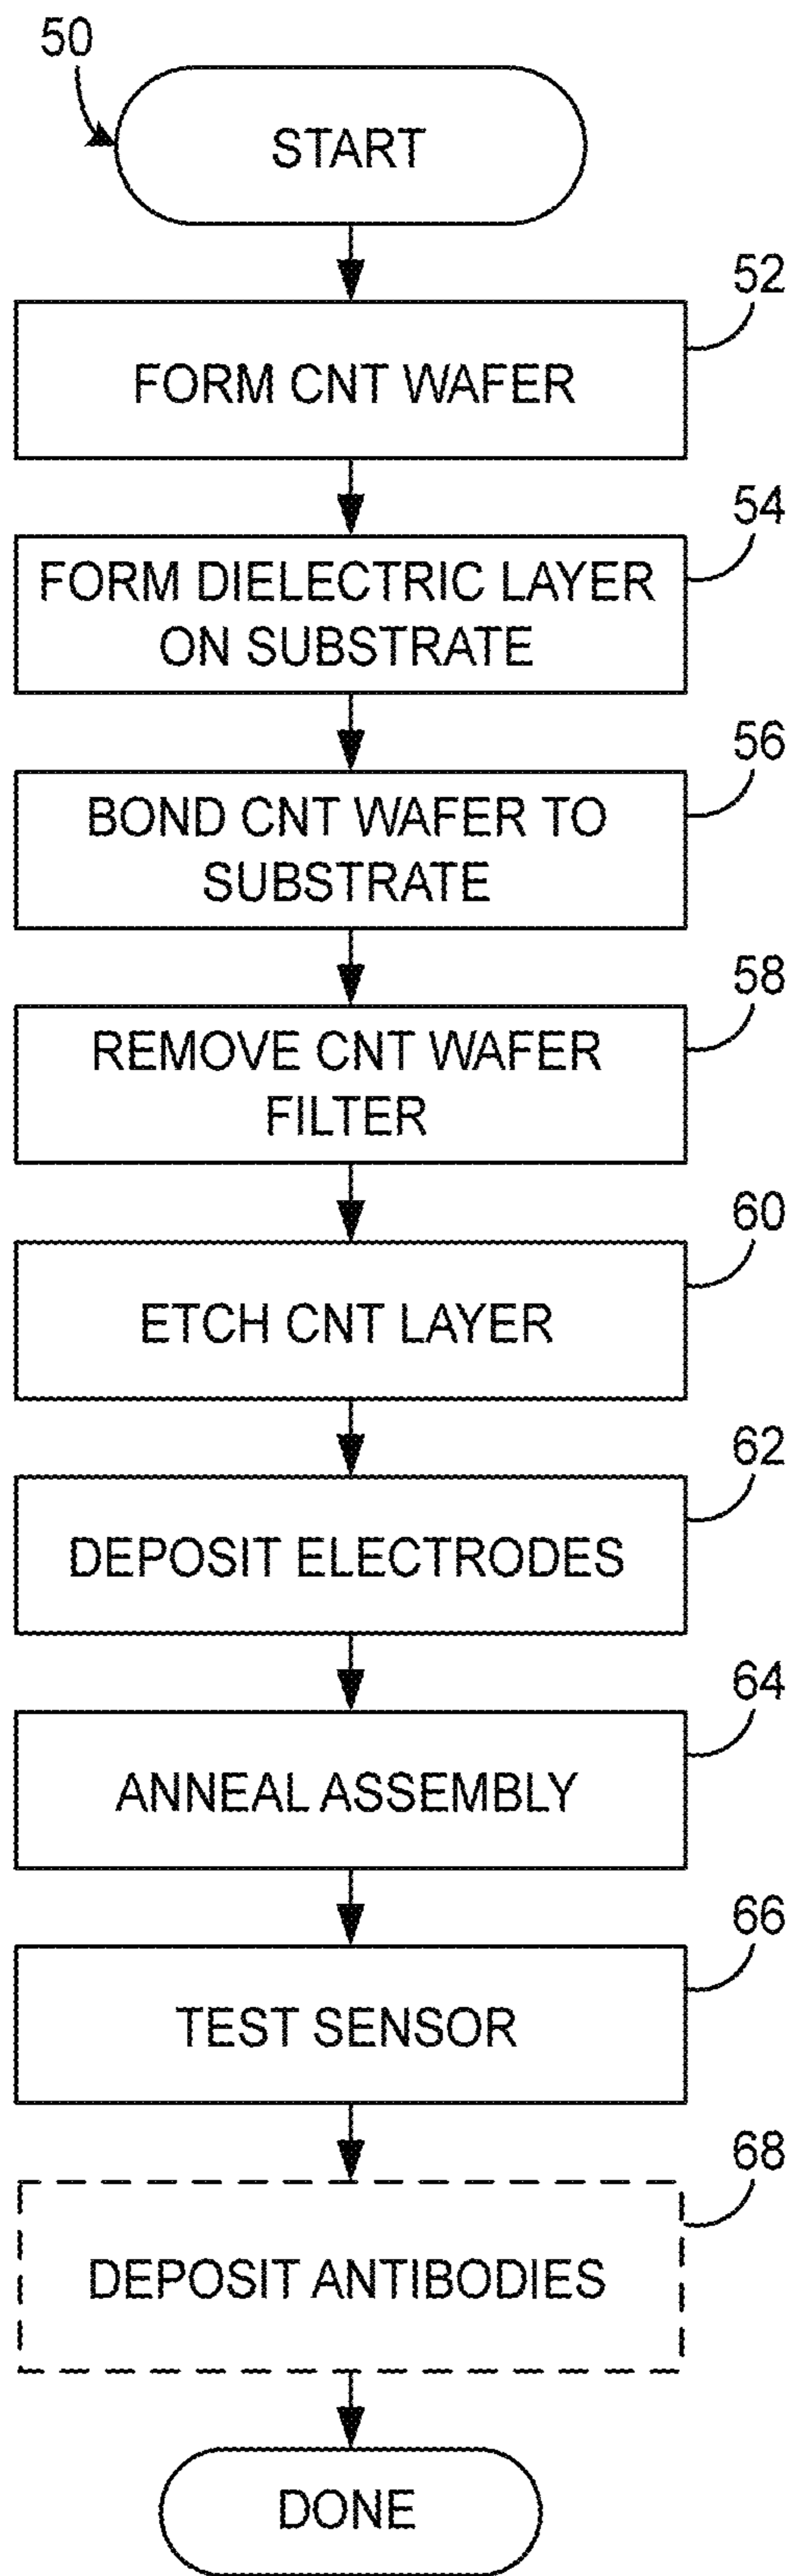 50
START
52
FORM CNT WAFER
54
FORM DIELECTRIC LAYER
ON SUBSTRATE
56
BOND CNT WAFER TO
SUBSTRATE
58
REMOVE CNT WAFER
FILTER
60
ETCH CNT LAYER
62
DEPOSIT ELECTRODES
64
ANNEAL ASSEMBLY
66
TEST SENSOR
68
DEPOSIT ANTIBODIES
DONE